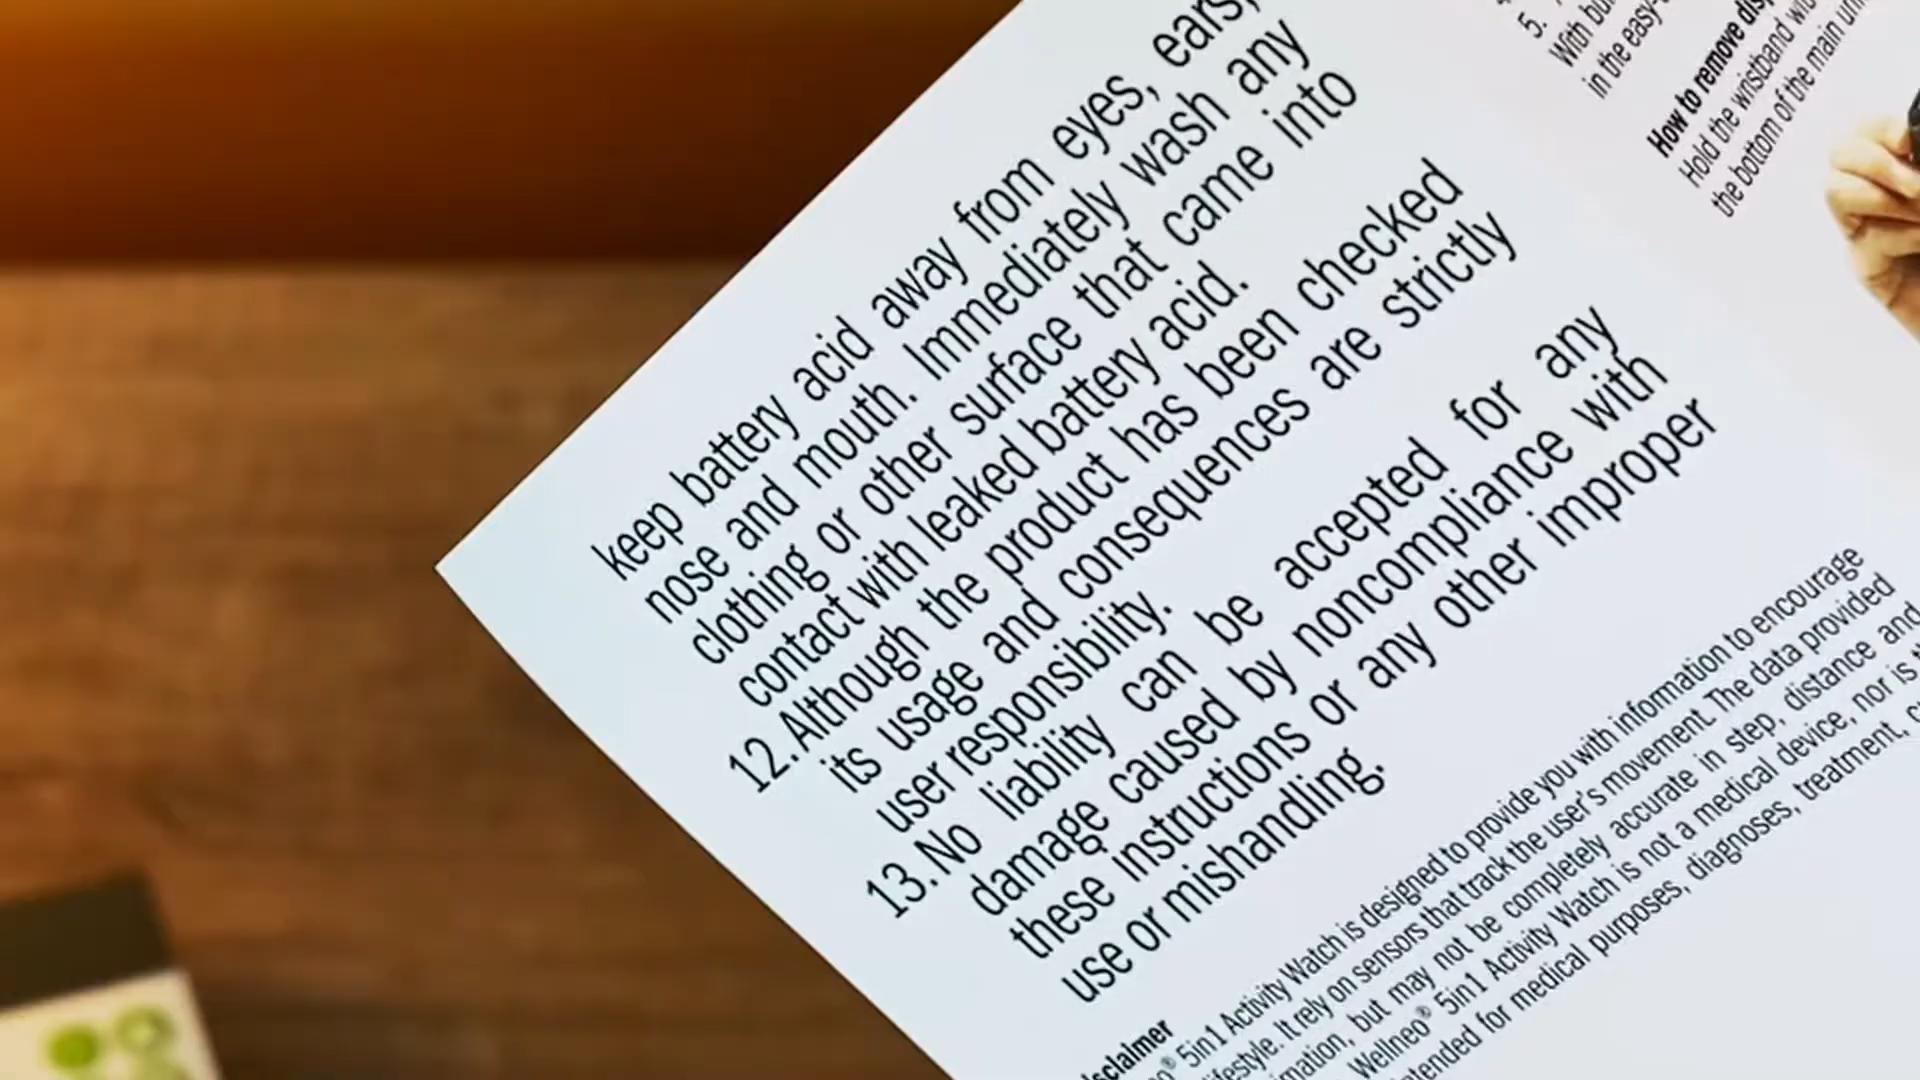 keep battery acid away from eyes, ears,
nose and mouth. Immediately wash any
clothing or other surface that came into
contact with leaked battery acid.
12. Although the product has been checked
its usage and consequences are strictly
user responsibility.
13. No liability can be accepted for any
damage caused by noncompliance with
these instructions or any other improper
use or mishandling.
5in1 Activity Watch is designed to provide you with information to encourage
It rely on sensors that track the user's movement. The data provided
but may not be completely accurate in step, distance and
Wellneo® 5in1 Activity Watch is not a medical device, nor is
for medical purposes, diagnoses, treatment,
5.
With
in the
How to remove
Hold the wristband
the bottom of the main